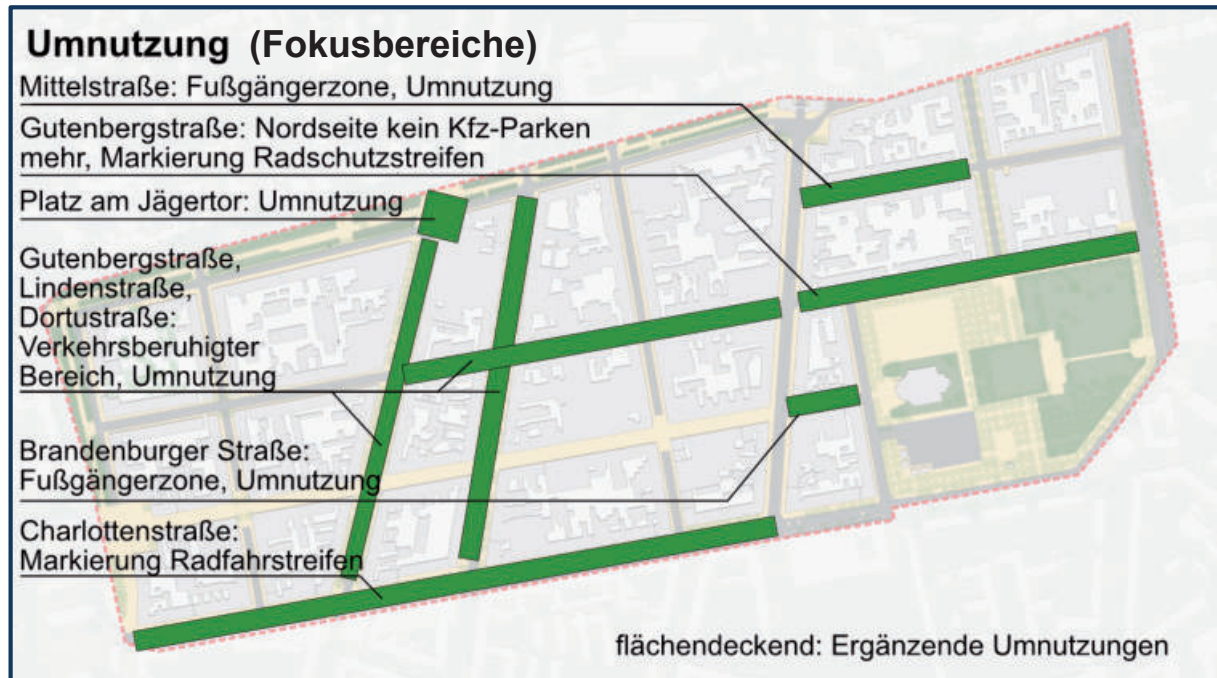 Umnutzung (Fokusbereiche)
Mittelstraße: Fußgängerzone, Umnutzung
Gutenbergstraße: Nordseite kein Kfz-Parken
mehr, Markierung Radschutzstreifen
Platz am Jägertor: Umnutzung
Gutenbergstraße,
Lindenstraße,
Dortustraße:
Verkehrsberuhigter
Bereich, Umnutzung
Brandenburger Straße:
Fußgängerzone, Umnutzung
Charlottenstraße:
Markierung Radfahrstreifen
flächendeckend: Ergänzende Umnutzungen